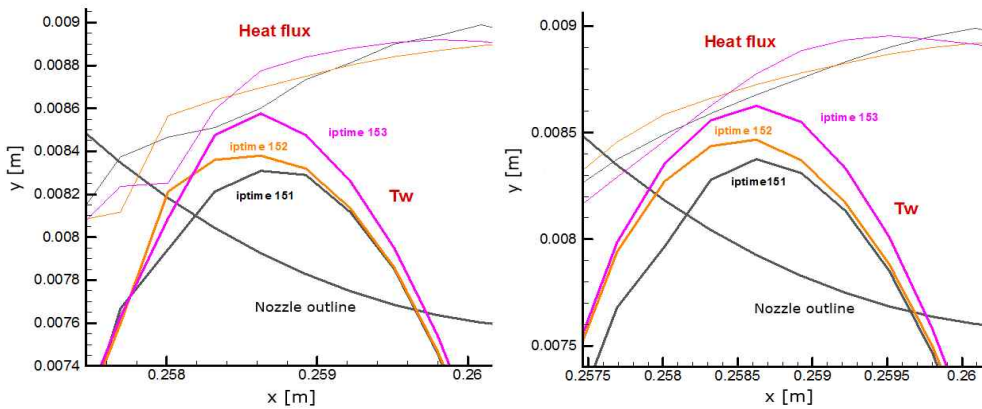 0.009
Heat flux
0.0088
0.0086
iptime 153
0.0084
iptime 152
y [m]
0.0082
iptime 151
Tw
0.008
0.0078
Nozzle outline
0.0076
0.0074
0.258
0.259
0.26
x [m]
0.009
Heat flux
iptime 153
0.0085
iptime 152
y [m]
iptime151
Tw
0.008
Nozzle outline
0.0075
0.2575
0.258
0.2585
0.259
0.2595
0.26
x [m]